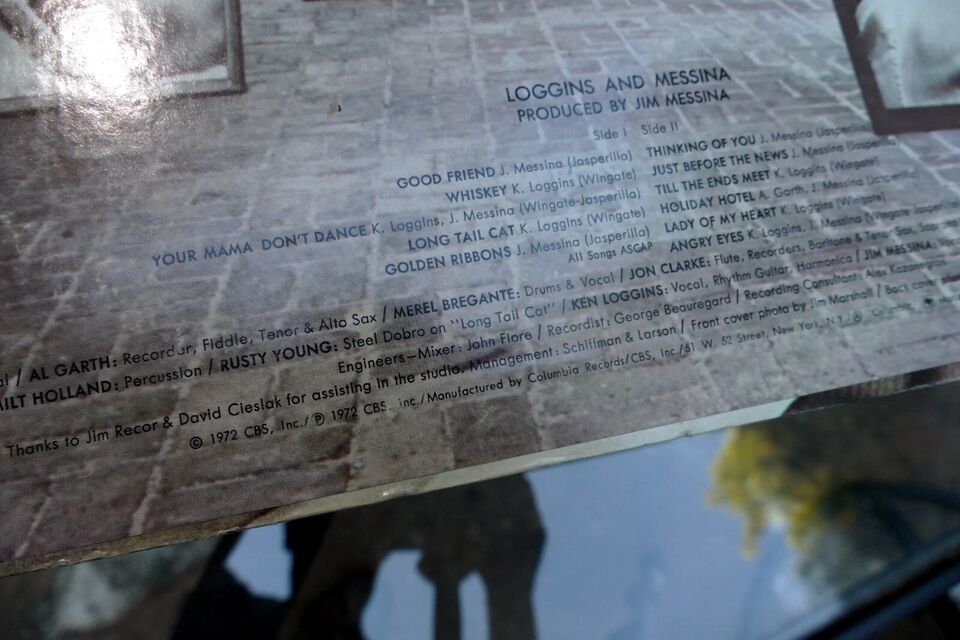 LOGGINS AND MESSINA
PRODUCED BY JIM MESSINA
Side I Side II
GOOD FRIEND J. Messina (Jasperilla) THINKING OF YOU J. Messina (Jasperilla)
WHISKEY K. Loggins (Wingate) JUST BEFORE THE NEWS J. Messina
YOUR MAMA DON'T DANCE K. Loggins, J. Messina (Wingate-Jasperilla) TILL THE ENDS MEET K. Loggins (Wingate)
LONG TAIL CAT K. Loggins (Wingate) HOLIDAY HOTEL A. Garth, J. Messina
GOLDEN RIBBONS J. Messina (Jasperilla) LADY OF MY HEART K. Loggins (Wingate)
All Songs ASCAP ANGRY EYES K. Loggins, J. Messina
/ AL GARTH: Recorder, Fiddle, Tenor & Alto Sax / MEREL BREGANTE: Drums & Vocal / JON CLARKE: Flute, Recorders, Baritone & Tenor Sax,
MILT HOLLAND: Percussion / RUSTY YOUNG: Steel Dobro on "Long Tail Cat" / KEN LOGGINS: Vocal, Rhythm Guitar, Harmonica / JIM MESSINA:
Engineers—Mixer: John Fiore / Recordist: George Beauregard / Recording Consultant: Alex
Thanks to Jim Recor & David Cieslak for assisting in the studio. Management: Schiffman & Larson / Front cover photo by Jim Marshall / Back cover
© 1972 CBS, Inc./ ℗ 1972 CBS, Inc./Manufactured by Columbia Records/CBS, Inc./51 W. 52 Street, New York, N.Y./